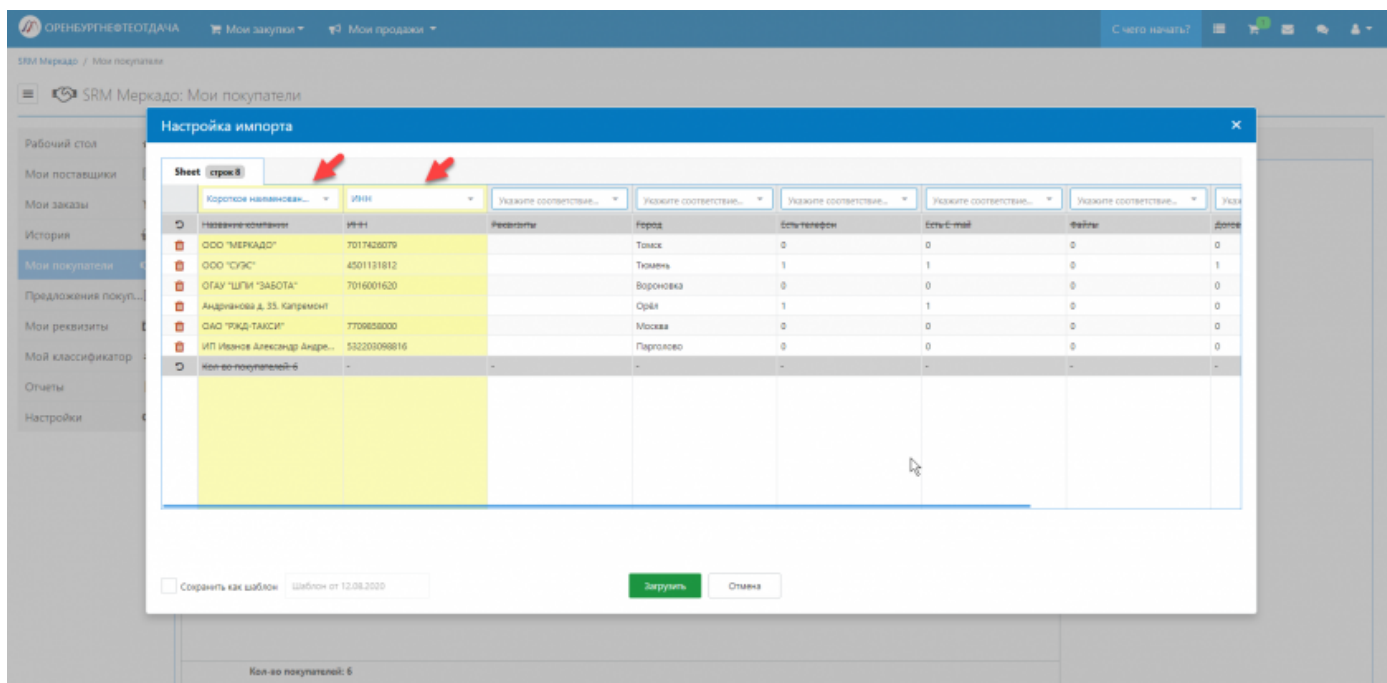 ОРЕНБУРГНЕФТЕОТДАЧА Мои закупки Мои продажи С чего начать?
SRM Меркадо / Мои покупатели
SRM Меркадо: Мои покупатели
Настройка импорта
Рабочий стол
Мои поставщики
Мои заказы
История
Мои покупатели
Предложения покуп...
Мои реквизиты
Мой классификатор
Отчеты
Настройки
Sheet строк 8
Короткое наименован... ИНН Укажите соответствие... Укажите соответствие... Укажите соответствие... Укажите соответствие... Укажите соответствие... Укаж
Название компании ИНН Реквизиты Город Есть телефон Есть E-mail Файлы Догов
ООО "МЕРКАДО" 7017426079 Томск 0 0 0 0
ООО "СУЭС" 4501131812 Тюмень 1 1 0 1
ОГАУ "ШПИ "ЗАБОТА" 7016001620 Вороновка 0 0 0 0
Андрианова д. 35. Капремонт Орёл 1 1 0 0
ОАО "РЖД-ТАКСИ" 7709858000 Москва 0 0 0 0
ИП Иванов Александр Андре... 532203098816 Парголово 0 0 0 0
Кол-во покупателей: 6 - - - - - - -
Сохранить как шаблон Шаблон от 12.08.2020 Загрузить Отмена
Кол-во покупателей: 6